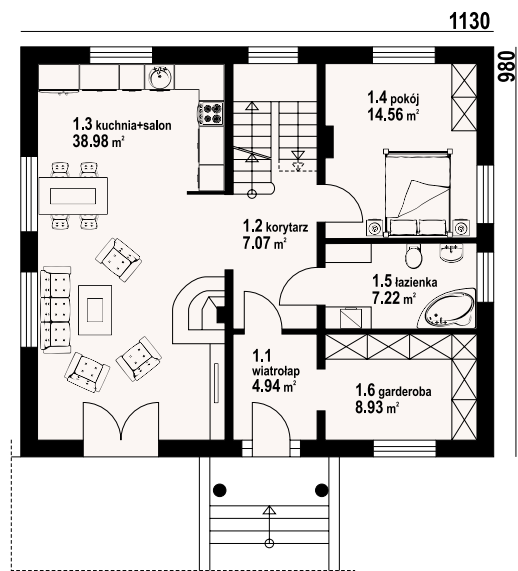 1130
980
1.3 kuchnia+salon
38.98 m²
1.4 pokój
14.56 m²
1.2 korytarz
7.07 m²
1.5 łazienka
7.22 m²
1.1
wiatrołap
4.94 m²
1.6 garderoba
8.93 m²